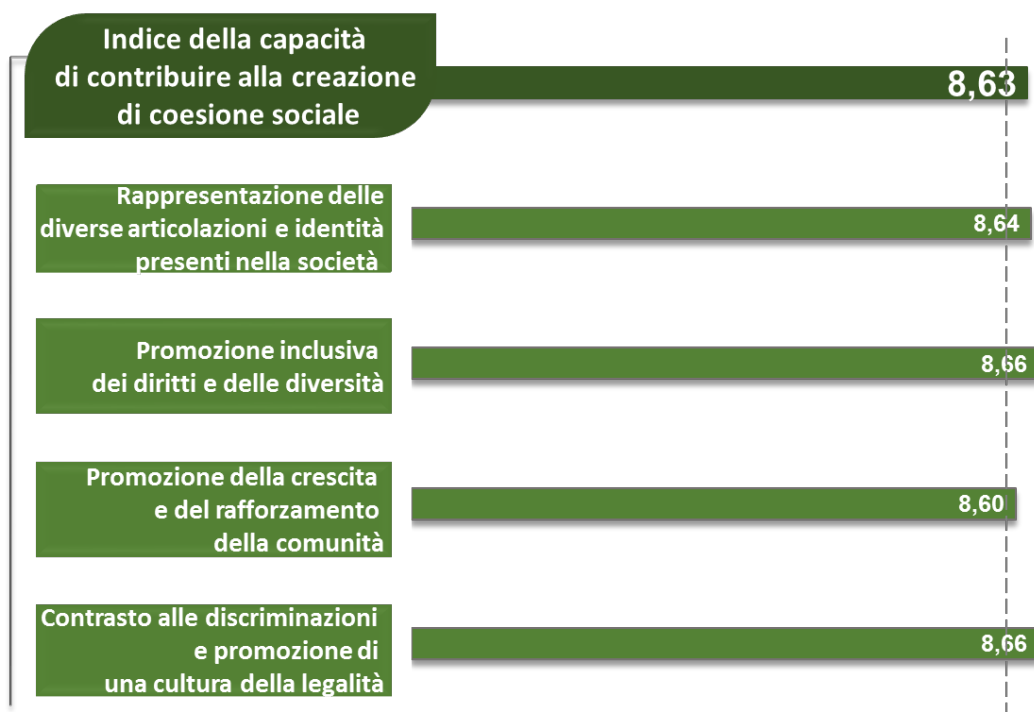 Indice della capacità
di contribuire alla creazione
di coesione sociale
8,63
Rappresentazione delle
diverse articolazioni e identità
presenti nella società
8,64
Promozione inclusiva
dei diritti e delle diversità
8,66
Promozione della crescita
e del rafforzamento
della comunità
8,60
Contrasto alle discriminazioni
e promozione di
una cultura della legalità
8,66